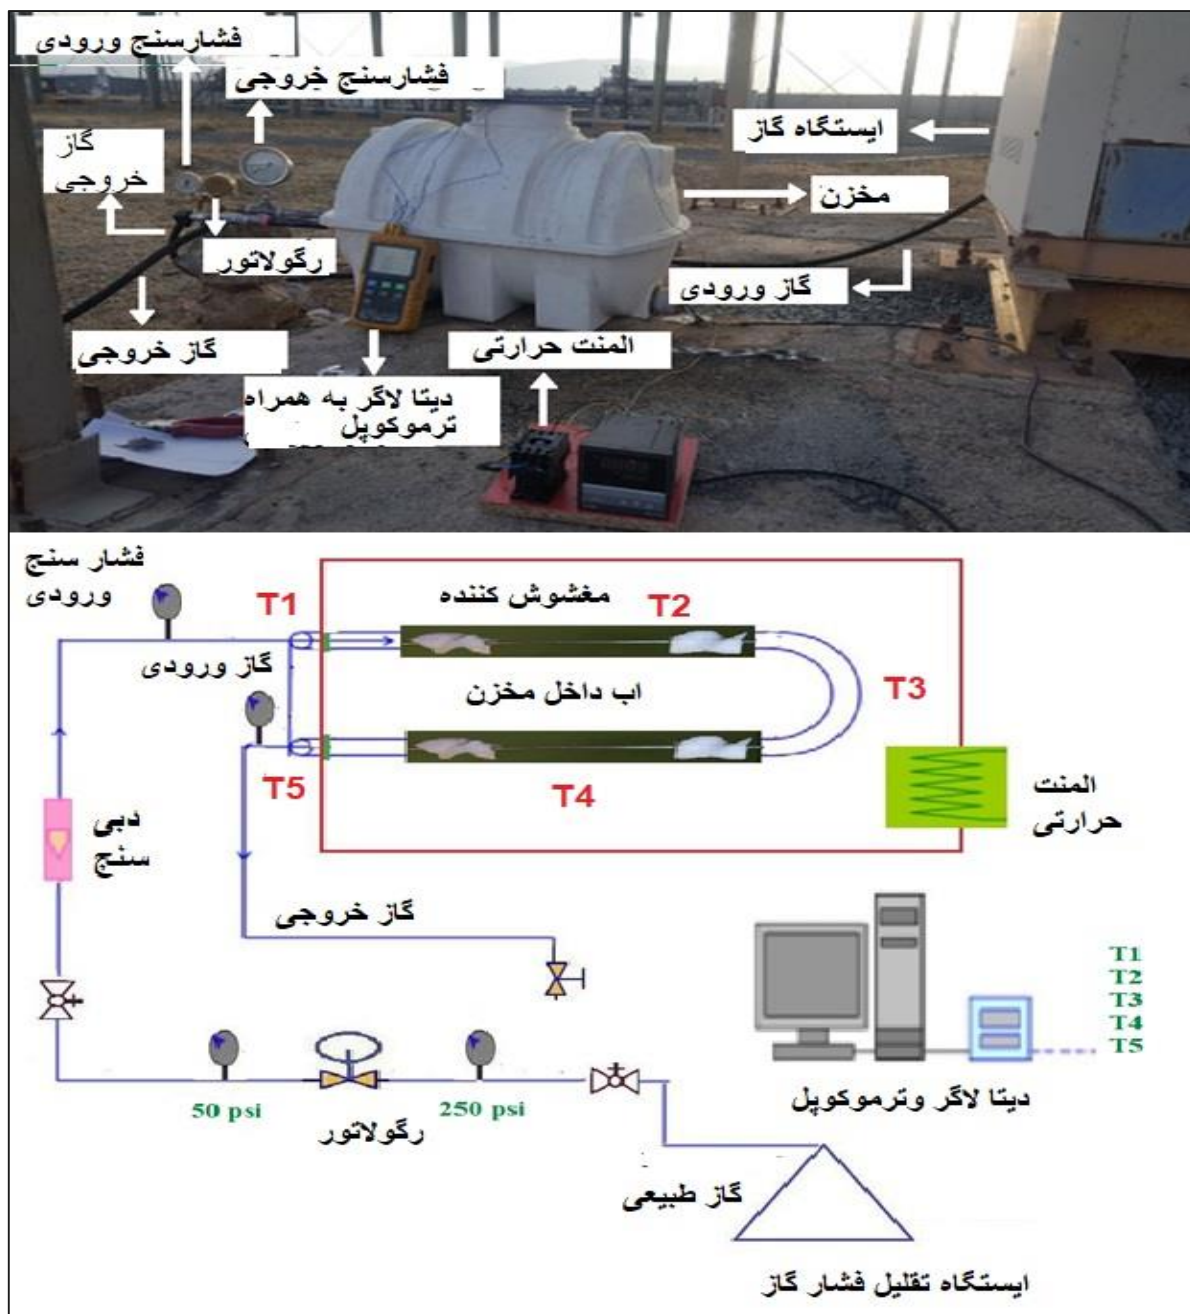 فشارسنج ورودی
فشارسنج خروجی
گاز
خروجی
ایستگاه گاز
مخزن
رگولاتور
گاز ورودی
گاز خروجی
المنت حرارتی
دیتا لاگر به همراه
ترموکوپل
فشار سنج
ورودی
T1
مغشوش کننده
T2
گاز ورودی
اب داخل مخزن
T3
T5
T4
المنت
حرارتی
دبی
سنج
گاز خروجی
T1
T2
T3
T4
T5
50 psi
250 psi
رگولاتور
دیتا لاگر وترموکوپل
گاز طبیعی
ایستگاه تقلیل فشار گاز